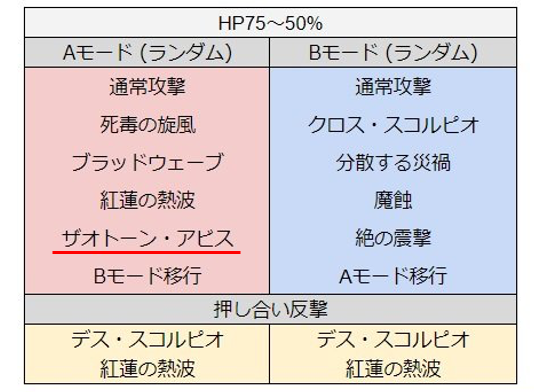 HP75～50%
Aモード (ランダム) Bモード (ランダム)
通常攻撃 通常攻撃
死毒の旋風 クロス・スコルピオ
ブラッドウェーブ 分散する災禍
紅蓮の熱波 魔蝕
ザオトーン・アビス 絶の震撃
Bモード移行 Aモード移行
押し合い反撃
デス・スコルピオ デス・スコルピオ
紅蓮の熱波 紅蓮の熱波